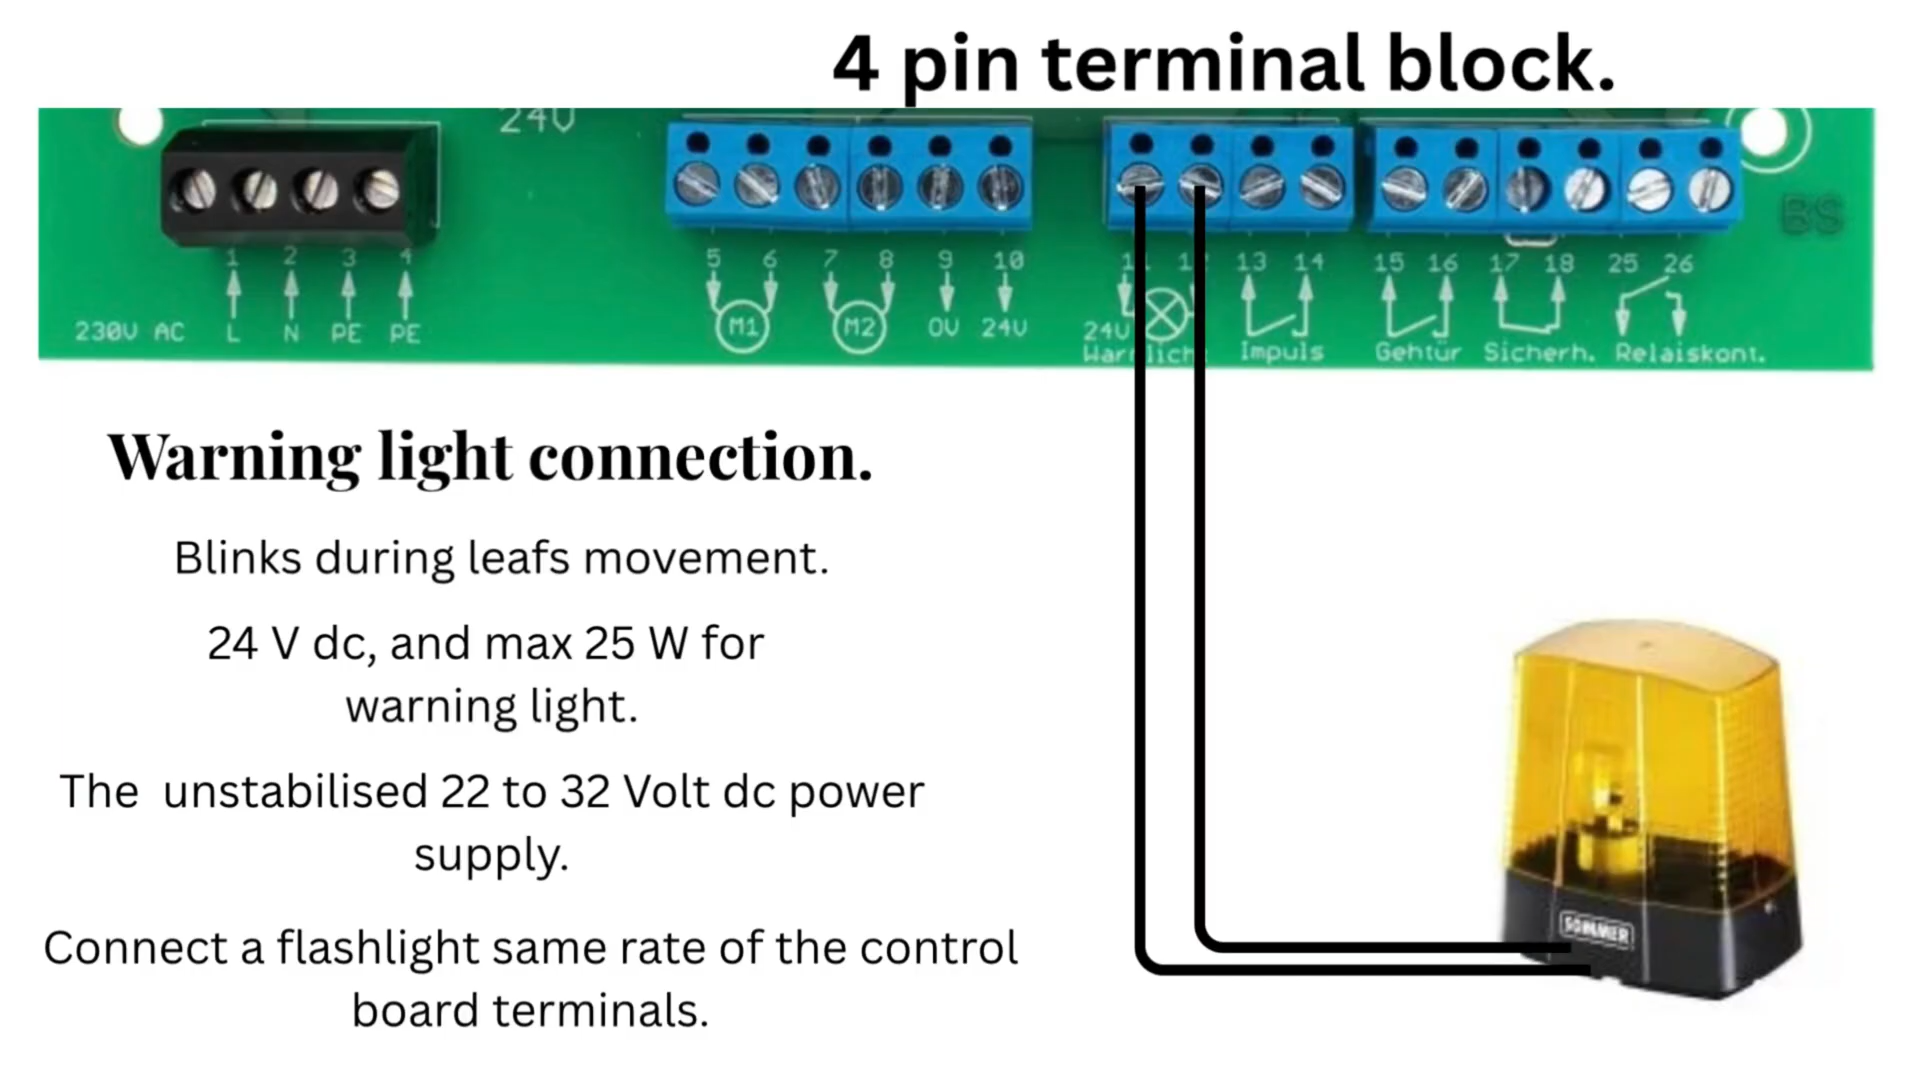 4 pin terminal block.
24V
BS
1 2 3 4
5 6 7 8 9 10
11 13 14
15 16 17 18 25 26
230V AC L N PE PE
M1 M2 0V 24V
24V
Impuls Gehtür Sicherh. Relaiskont.
Warning light connection.
Blinks during leafs movement.
24 V dc, and max 25 W for
warning light.
The unstabilised 22 to 32 Volt dc power
supply.
Connect a flashlight same rate of the control
board terminals.
SOMMER